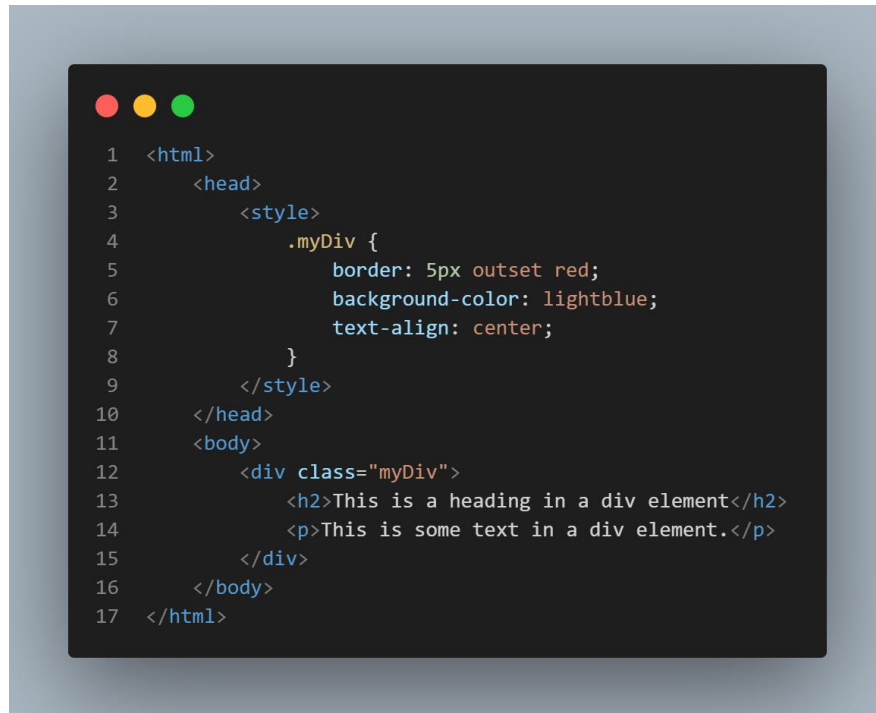 1 <html>
2     <head>
3         <style>
4             .myDiv {
5                 border: 5px outset red;
6                 background-color: lightblue;
7                 text-align: center;
8             }
9         </style>
10     </head>
11     <body>
12         <div class="myDiv">
13             <h2>This is a heading in a div element</h2>
14             <p>This is some text in a div element.</p>
15         </div>
16     </body>
17 </html>